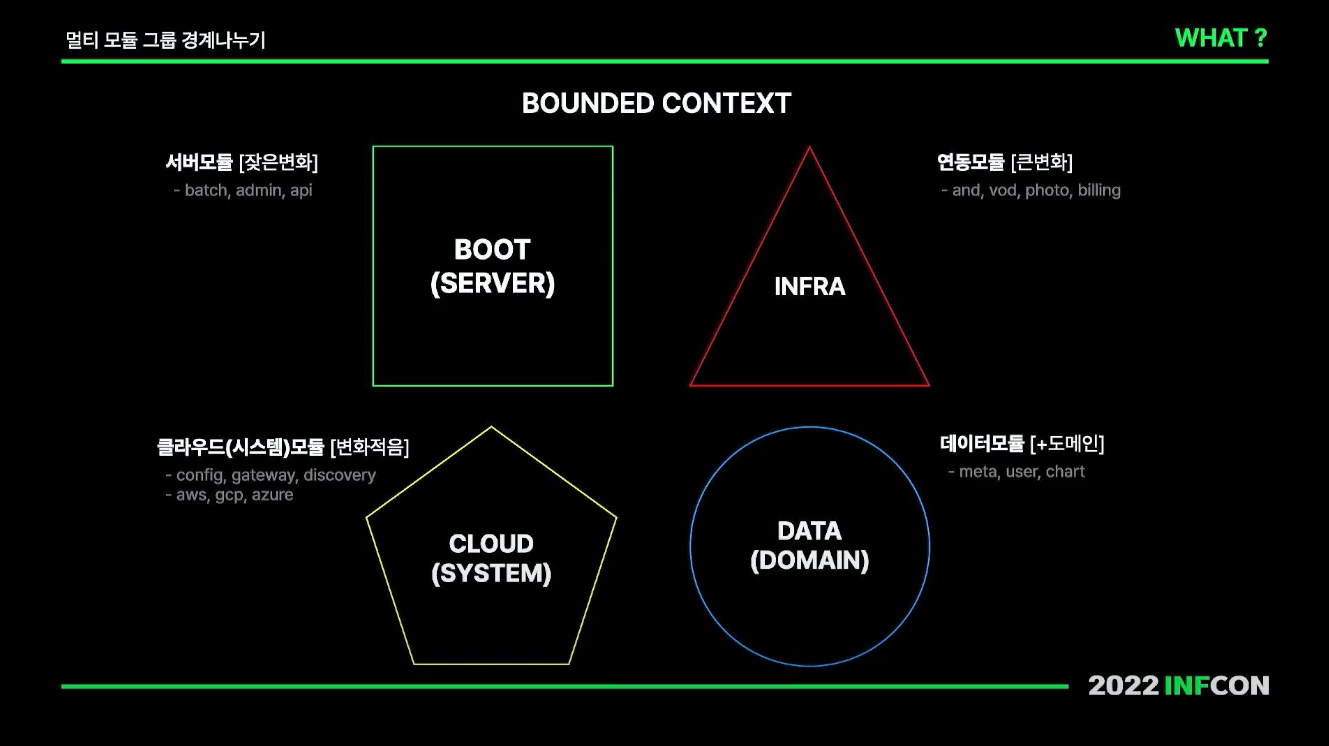 멀티 모듈 그룹 경계나누기
WHAT ?
BOUNDED CONTEXT
서버모듈 [잦은변화]
- batch, admin, api
BOOT
(SERVER)
연동모듈 [큰변화]
- and, vod, photo, billing
INFRA
클라우드(시스템)모듈 [변화적음]
- config, gateway, discovery
- aws, gcp, azure
CLOUD
(SYSTEM)
데이터모듈 [+도메인]
- meta, user, chart
DATA
(DOMAIN)
2022 INFCON